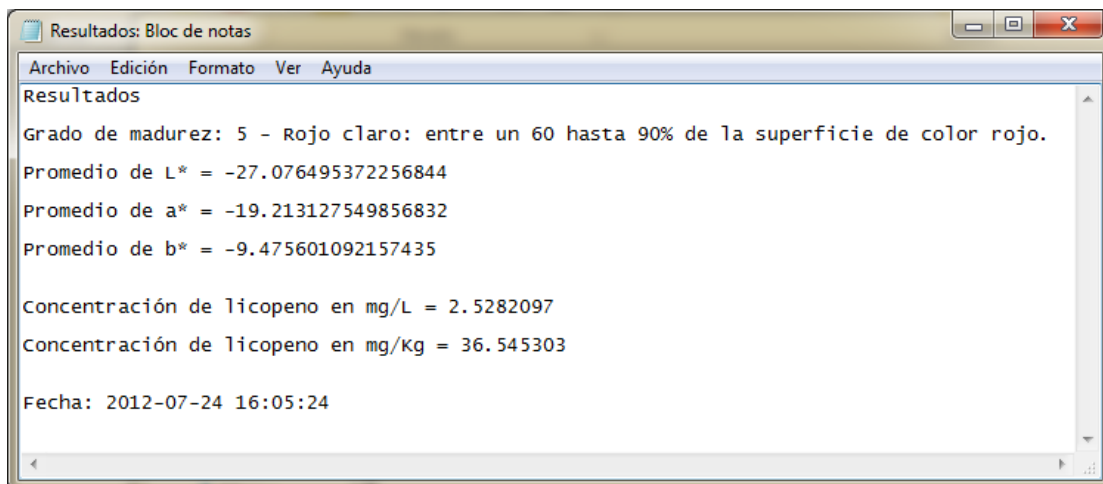 Resultados: Bloc de notas
Archivo Edición Formato Ver Ayuda
Resultados
Grado de madurez: 5 - Rojo claro: entre un 60 hasta 90% de la superficie de color rojo.
Promedio de L* = -27.076495372256844
Promedio de a* = -19.213127549856832
Promedio de b* = -9.475601092157435
Concentración de licopeno en mg/L = 2.5282097
Concentración de licopeno en mg/Kg = 36.545303
Fecha: 2012-07-24 16:05:24